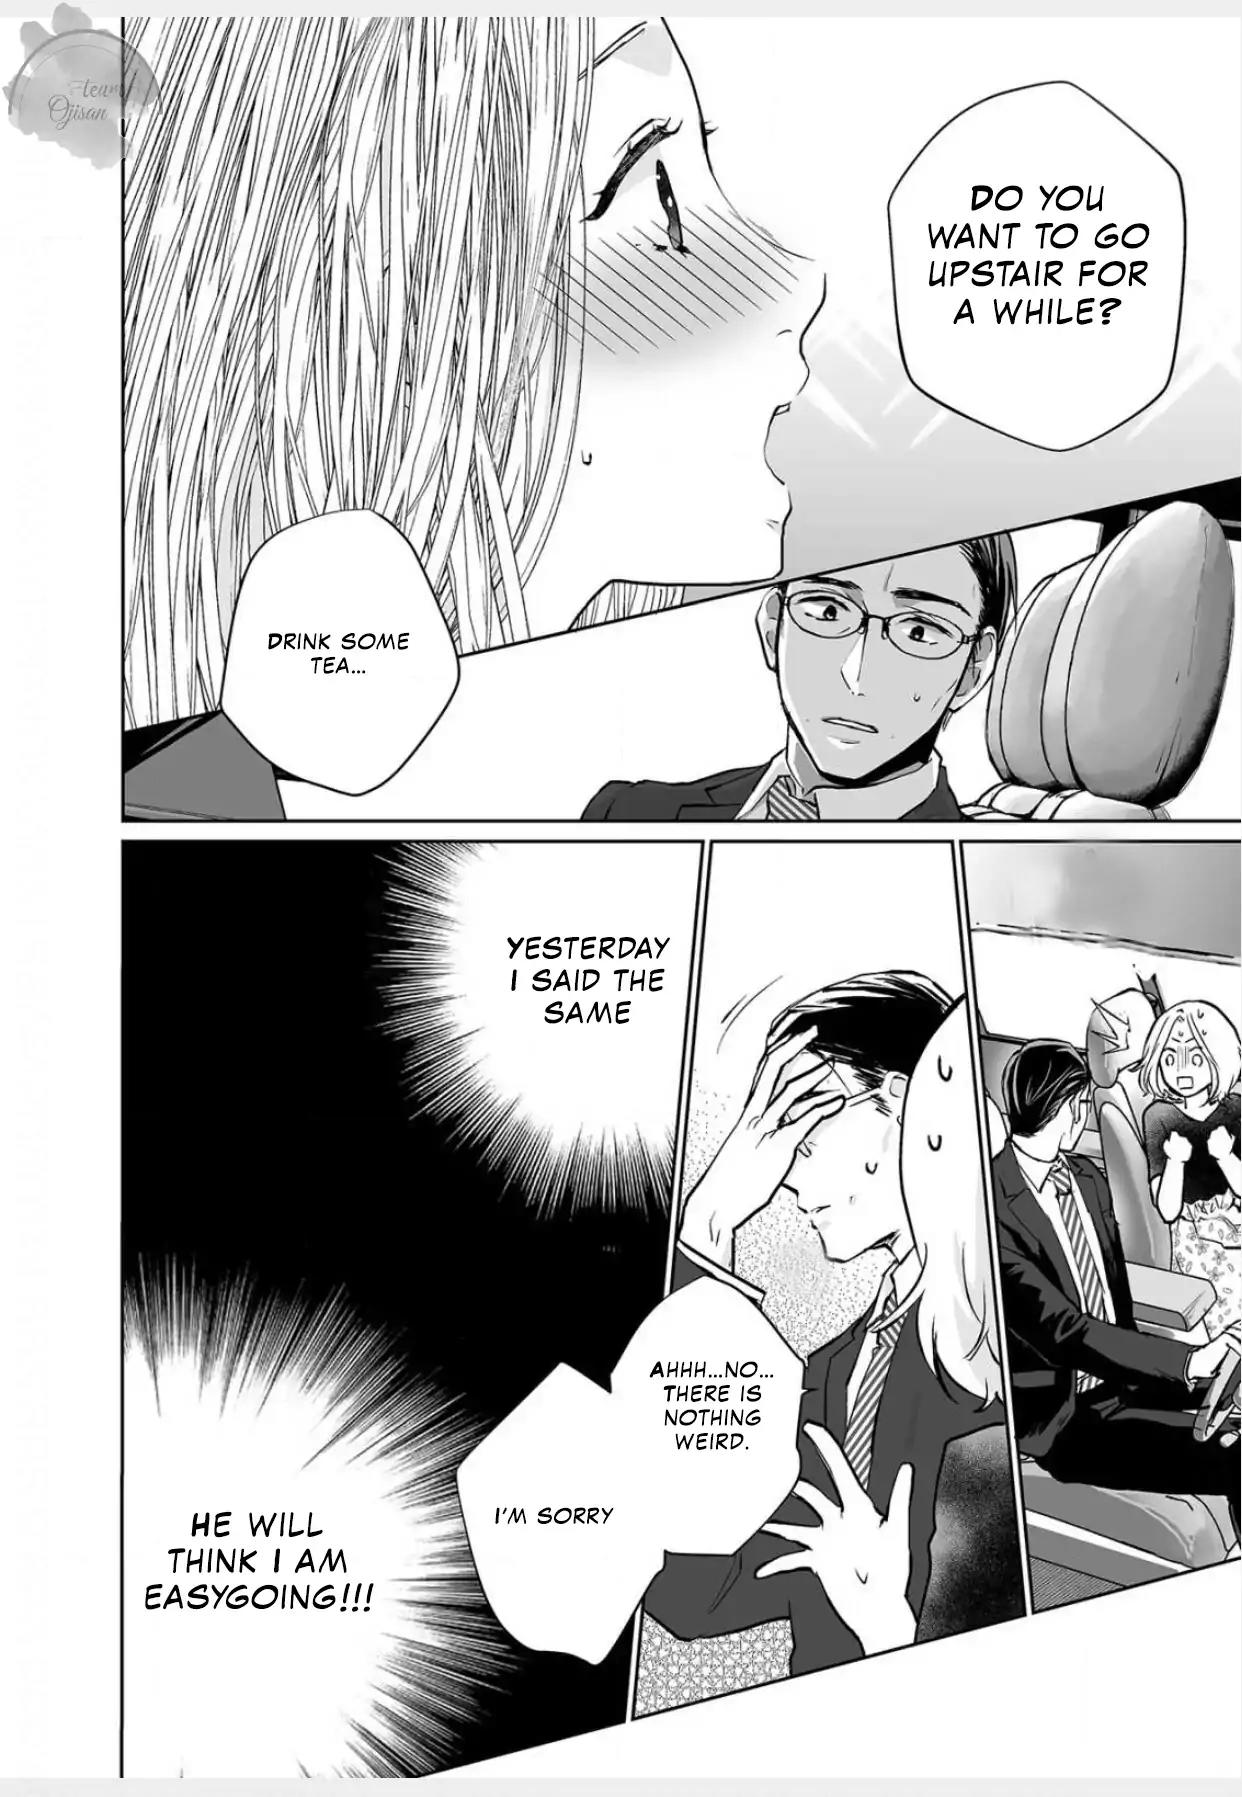 -team-
Ojisan
DO YOU
WANT TO GO
UPSTAIR FOR
A WHILE?
DRINK SOME
TEA...
YESTERDAY
I SAID THE
SAME
AHHH...NO...
THERE IS
NOTHING
WEIRD.
I'M SORRY
HE WILL
THINK I AM
EASYGOING!!!